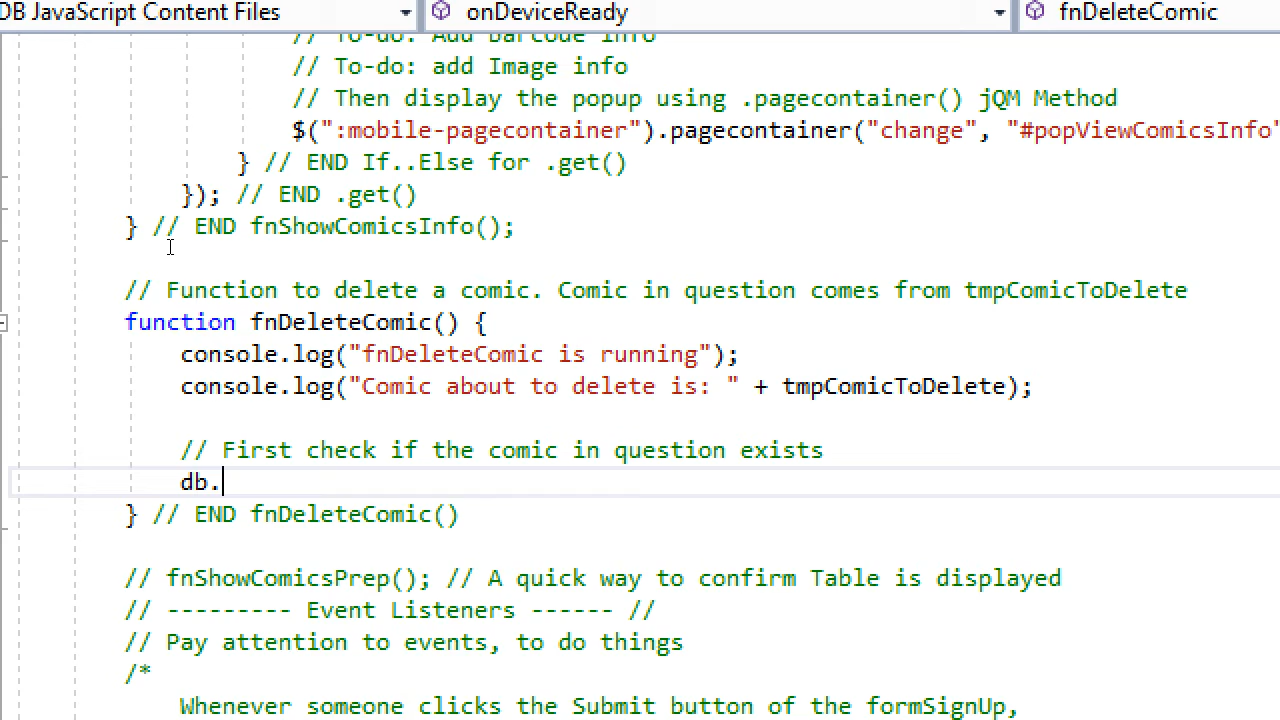 DB JavaScript Content Files
onDeviceReady
fnDeleteComic
// To-do: Add Barcode info
// To-do: add Image info
// Then display the popup using .pagecontainer() jQM Method
$(":mobile-pagecontainer").pagecontainer("change", "#popViewComicsInfo"
} // END If..Else for .get()
}); // END .get()
} // END fnShowComicsInfo();
// Function to delete a comic. Comic in question comes from tmpComicToDelete
function fnDeleteComic() {
console.log("fnDeleteComic is running");
console.log("Comic about to delete is: " + tmpComicToDelete);
// First check if the comic in question exists
db.
} // END fnDeleteComic()
// fnShowComicsPrep(); // A quick way to confirm Table is displayed
// --------- Event Listeners ------ //
// Pay attention to events, to do things
/*
Whenever someone clicks the Submit button of the formSignUp,